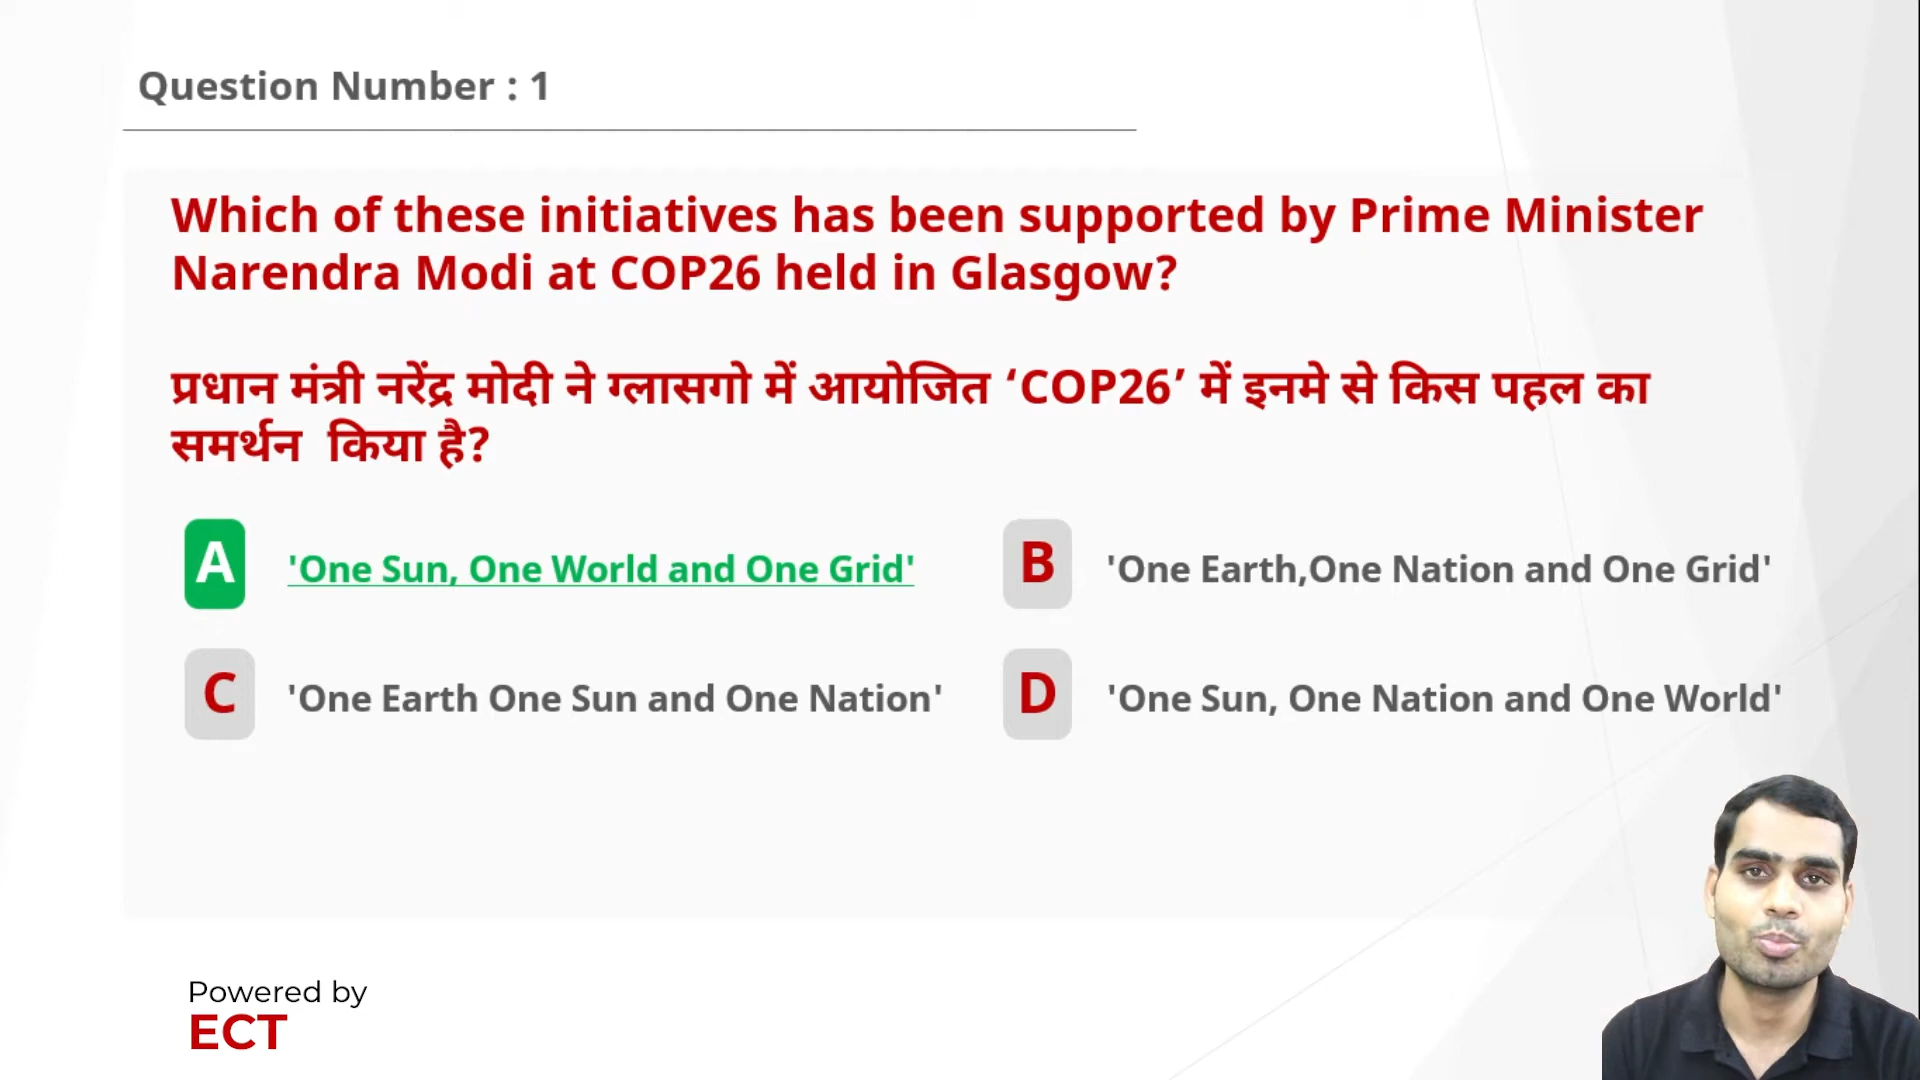 Question Number : 1
Which of these initiatives has been supported by Prime Minister
Narendra Modi at COP26 held in Glasgow?
प्रधान मंत्री नरेंद्र मोदी ने ग्लासगो में आयोजित ‘COP26’ में इनमे से किस पहल का
समर्थन  किया है?
A 'One Sun, One World and One Grid'
B 'One Earth,One Nation and One Grid'
C 'One Earth One Sun and One Nation'
D 'One Sun, One Nation and One World'
Powered by
ECT